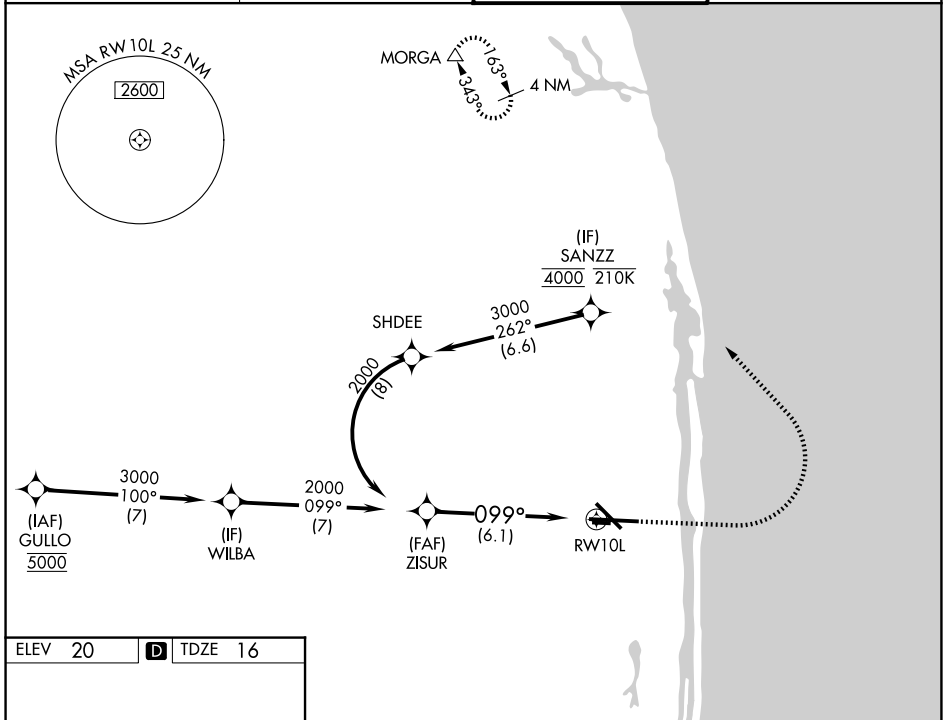 MSA RW10L 25 NM
2600
MORGA
163°
343°
4 NM
(IF)
SANZZ
4000 210K
3000
262°
(6.6)
SHDEE
2000
(8)
3000
100°
(7)
2000
099°
(7)
099°
(6.1)
(IAF)
GULLO
5000
(IF)
WILBA
(FAF)
ZISUR
RW10L
ELEV 20 D TDZE 16